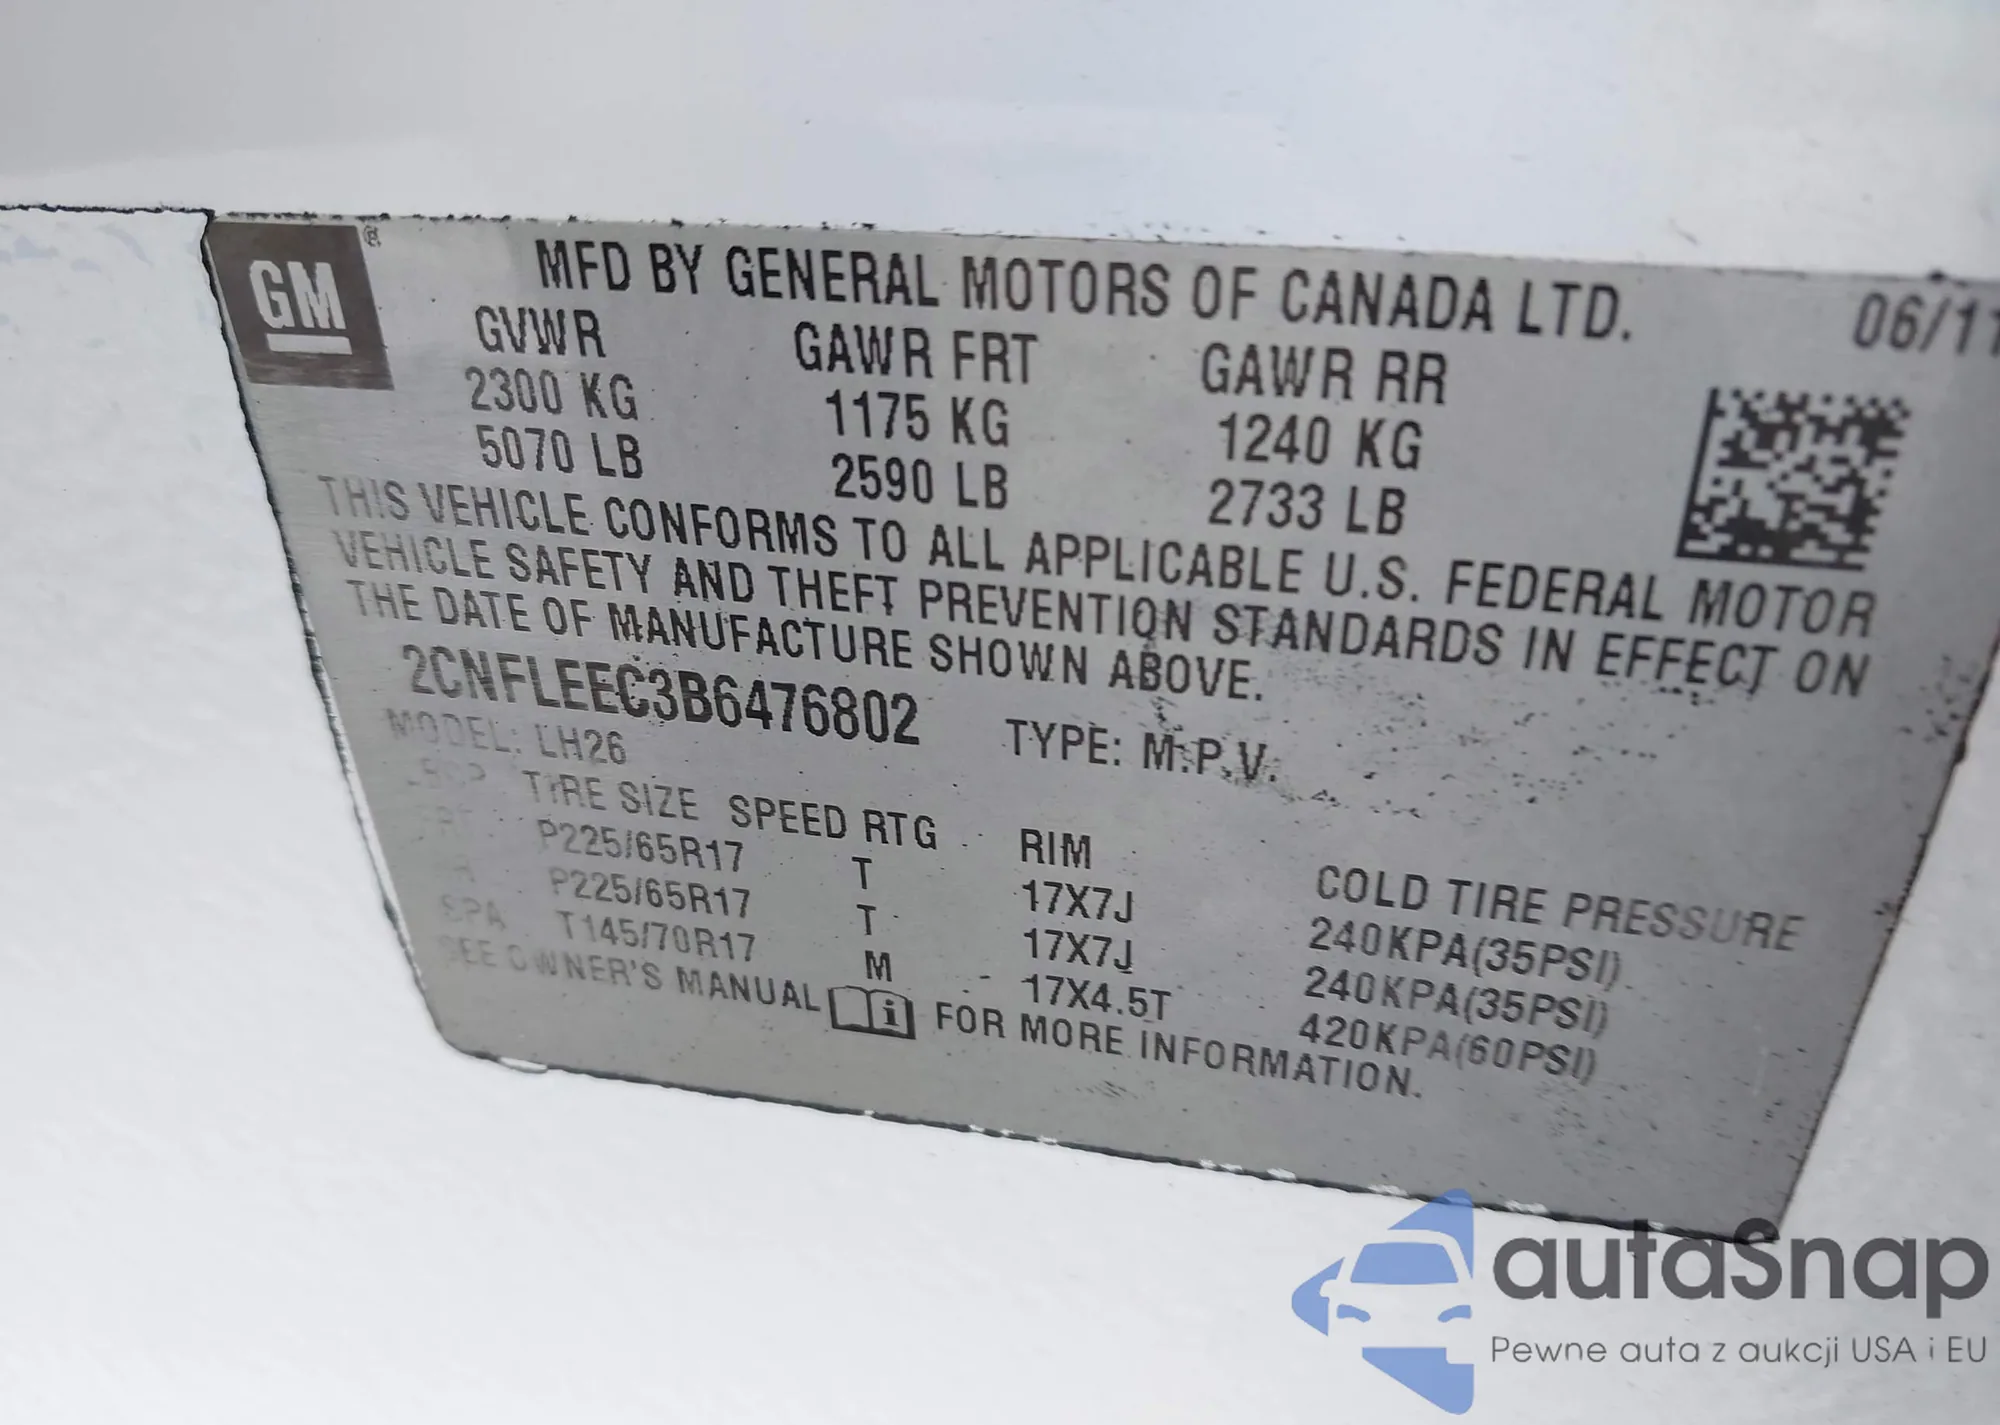 GM ®
MFD BY GENERAL MOTORS OF CANADA LTD.
06/11
GVWR GAWR FRT GAWR RR
2300 KG 1175 KG 1240 KG
5070 LB 2590 LB 2733 LB
THIS VEHICLE CONFORMS TO ALL APPLICABLE U.S. FEDERAL MOTOR
VEHICLE SAFETY AND THEFT PREVENTION STANDARDS IN EFFECT ON
THE DATE OF MANUFACTURE SHOWN ABOVE.
2CNFLEEC3B6476802 TYPE: M.P.V.
MODEL: LH26
TIRE SIZE SPEED RTG RIM COLD TIRE PRESSURE
FRT P225/65R17 T 17X7J 240KPA(35PSI)
P225/65R17 T 17X7J 240KPA(35PSI)
SPA T145/70R17 M 17X4.5T 420KPA(60PSI)
SEE OWNER'S MANUAL FOR MORE INFORMATION.
autaSnap
Pewne auta z aukcji USA i EU